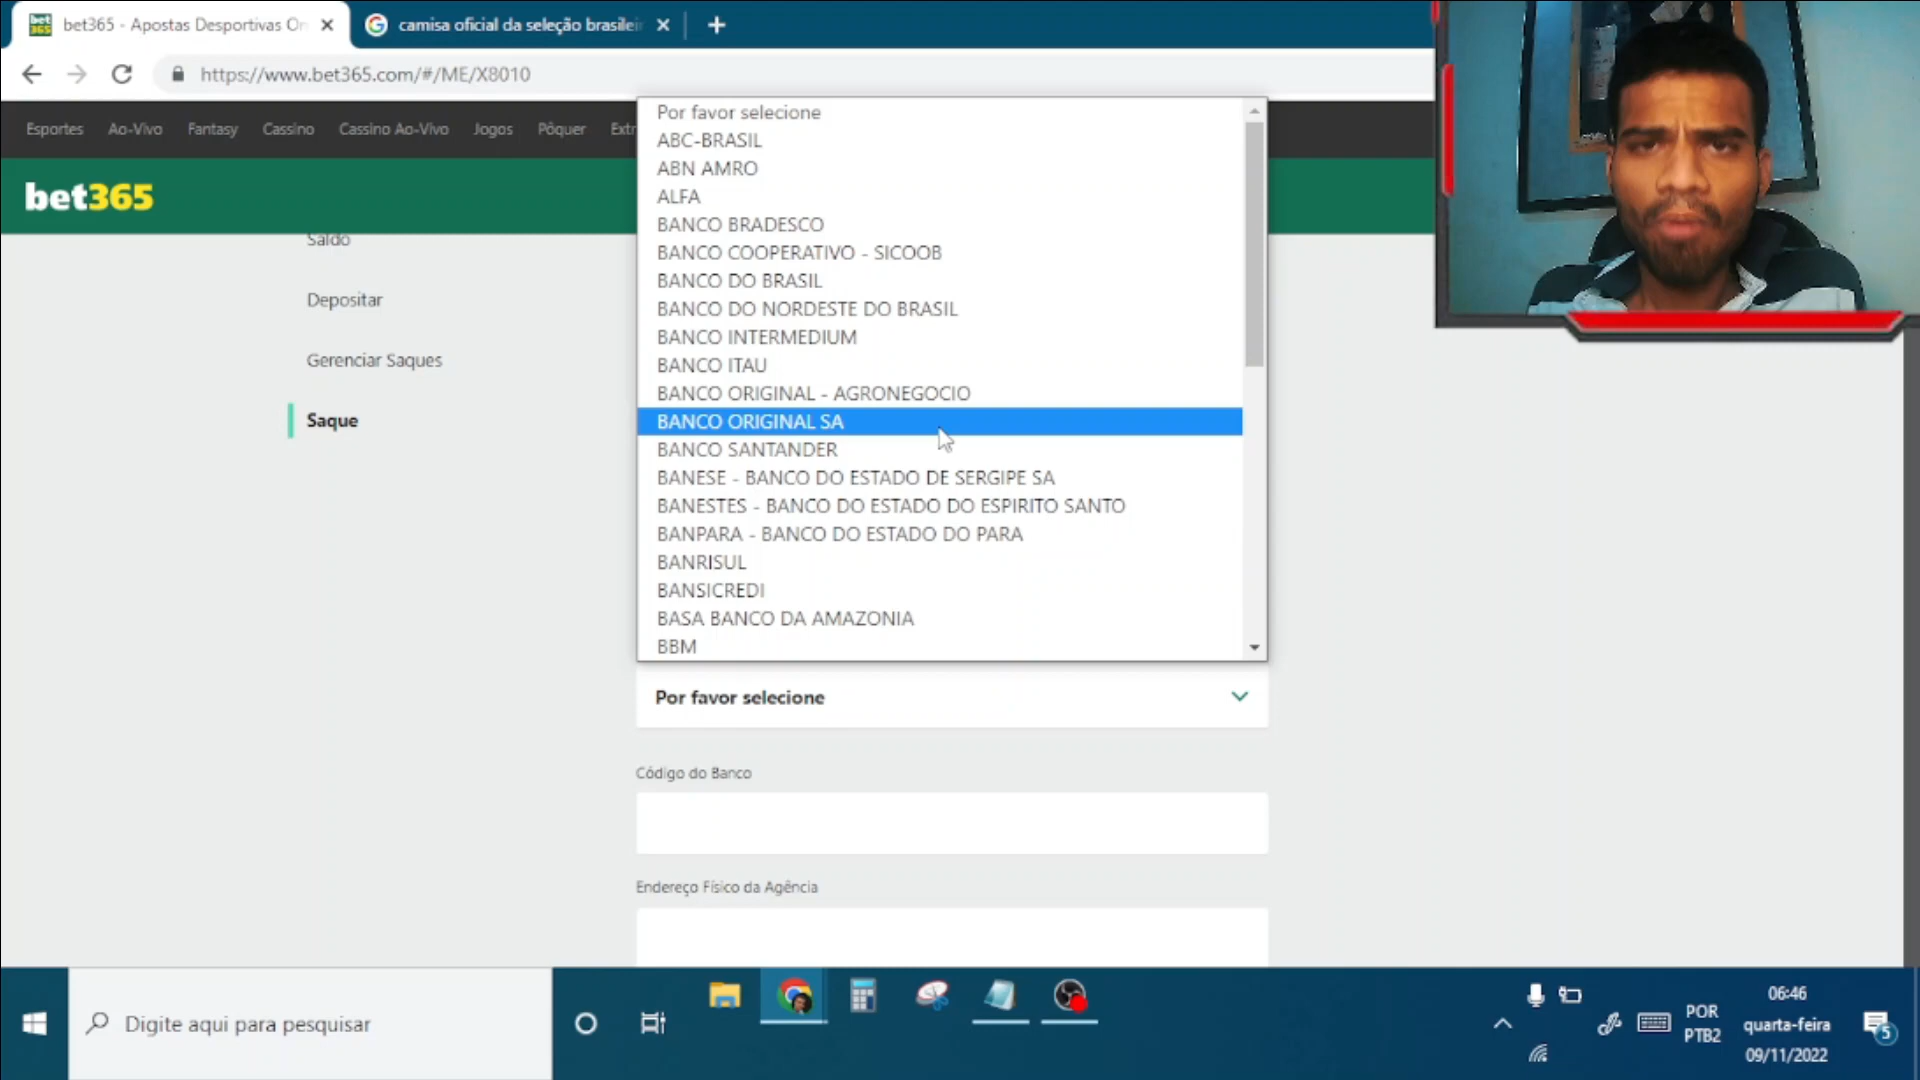 bet365 - Apostas Desportivas On
camisa oficial da seleção brasilei
https://www.bet365.com/#/ME/X8010
Esportes Ao-Vivo Fantasy Cassino Cassino Ao-Vivo Jogos Pôquer Extr
bet365
Saldo
Depositar
Gerenciar Saques
Saque
Por favor selecione
ABC-BRASIL
ABN AMRO
ALFA
BANCO BRADESCO
BANCO COOPERATIVO - SICOOB
BANCO DO BRASIL
BANCO DO NORDESTE DO BRASIL
BANCO INTERMEDIUM
BANCO ITAU
BANCO ORIGINAL - AGRONEGOCIO
BANCO ORIGINAL SA
BANCO SANTANDER
BANESE - BANCO DO ESTADO DE SERGIPE SA
BANESTES - BANCO DO ESTADO DO ESPIRITO SANTO
BANPARA - BANCO DO ESTADO DO PARA
BANRISUL
BANSICREDI
BASA BANCO DA AMAZONIA
BBM
Por favor selecione
Código do Banco
Endereço Físico da Agência
Digite aqui para pesquisar
POR
PTB2
06:46
quarta-feira
09/11/2022
5